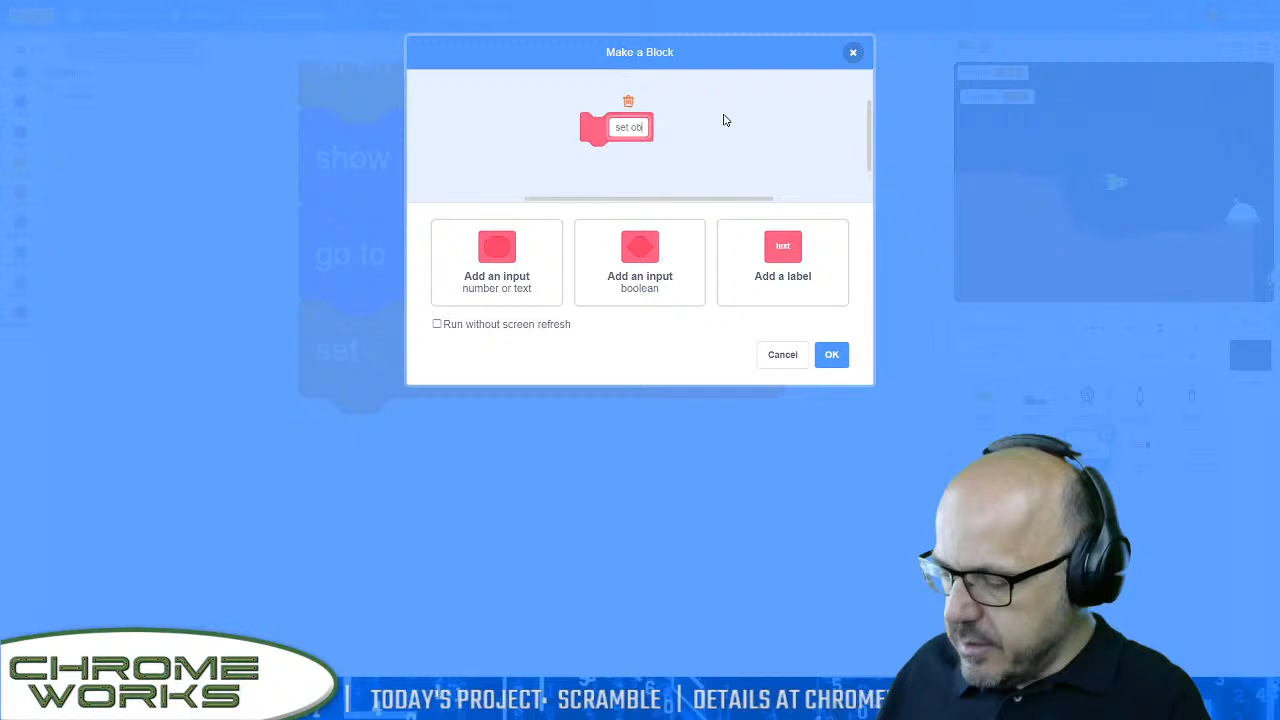 Make a Block
set ob
text
Add an input
number or text
Add an input
boolean
Add a label
Run without screen refresh
Cancel
OK
show
go to
set
CHROME
WORKS
| TODAY'S PROJECT: SCRAMBLE | DETAILS AT CHROME